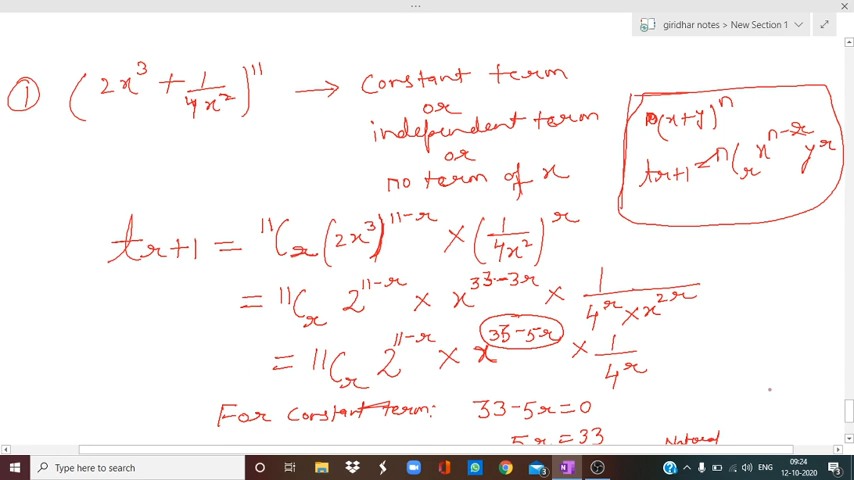 giridhar notes > New Section 1
① (2x³ + 1/4x²)¹¹ → Constant term
or
independent term
or
no term of x
(x+y)ⁿ
tr+1 = nCr xⁿ⁻ʳ yʳ
tr+1 = ¹¹Cr (2x³)¹¹⁻ʳ × (1/4x²)ʳ
= ¹¹Cr 2¹¹⁻ʳ × x³³⁻³ʳ × 1/4ʳ × x²ʳ
= ¹¹Cr 2¹¹⁻ʳ × x³³⁻⁵ʳ × 1/4ʳ
For constant term: 33-5r=0
5r=33 Natural
Type here to search
ENG
09:24
12-10-2020